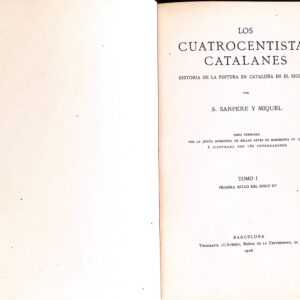 LOS
CUATROCENTISTAS
CATALANES
HISTORIA DE LA PINTURA EN CATALUÑA EN EL SIGLO
POR
S. SANPERE Y MIQUEL
OBRA PREMIADA
POR LA JUNTA MUNICIPAL DE BELLAS ARTES DE BARCELONA
É ILUSTRADA CON 180 FOTOGRABADOS
TOMO I
PRIMERA MITAD DEL SIGLO XV
BARCELONA
Tipografía «L'Avenç», Ronda de la Universidad,
1906